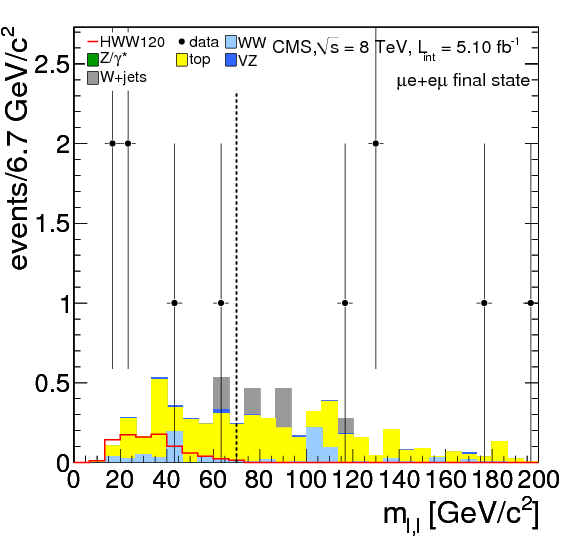 HWW120 data WW CMS,√s = 8 TeV, L_int = 5.10 fb⁻¹
Z/γ* top VZ
W+jets μe+eμ final state
events/6.7 GeV/c²
2.5
2
1.5
1
0.5
0
0 20 40 60 80 100 120 140 160 180 200
m_l,l [GeV/c²]